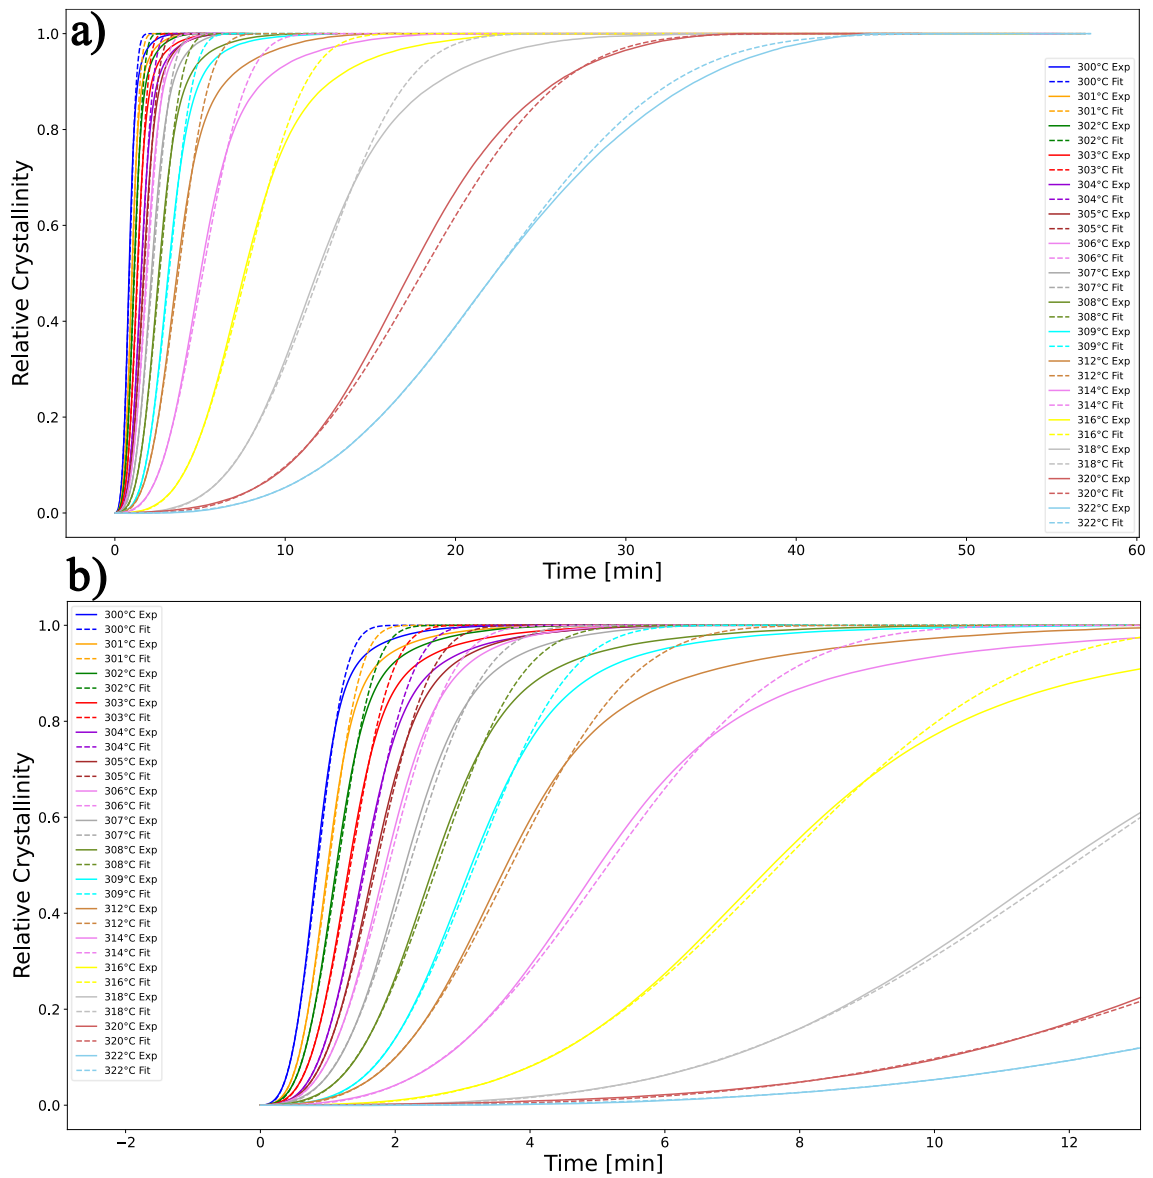 a)
1.0
0.8
0.6
0.4
0.2
0.0
Relative Crystallinity
300°C Exp
300°C Fit
301°C Exp
301°C Fit
302°C Exp
302°C Fit
303°C Exp
303°C Fit
304°C Exp
304°C Fit
305°C Exp
305°C Fit
306°C Exp
306°C Fit
307°C Exp
307°C Fit
308°C Exp
308°C Fit
309°C Exp
309°C Fit
312°C Exp
312°C Fit
314°C Exp
314°C Fit
316°C Exp
316°C Fit
318°C Exp
318°C Fit
320°C Exp
320°C Fit
322°C Exp
322°C Fit
0 10 20 30 40 50 60
Time [min]
b)
1.0
0.8
0.6
0.4
0.2
0.0
Relative Crystallinity
300°C Exp
300°C Fit
301°C Exp
301°C Fit
302°C Exp
302°C Fit
303°C Exp
303°C Fit
304°C Exp
304°C Fit
305°C Exp
305°C Fit
306°C Exp
306°C Fit
307°C Exp
307°C Fit
308°C Exp
308°C Fit
309°C Exp
309°C Fit
312°C Exp
312°C Fit
314°C Exp
314°C Fit
316°C Exp
316°C Fit
318°C Exp
318°C Fit
320°C Exp
320°C Fit
322°C Exp
322°C Fit
−2 0 2 4 6 8 10 12
Time [min]